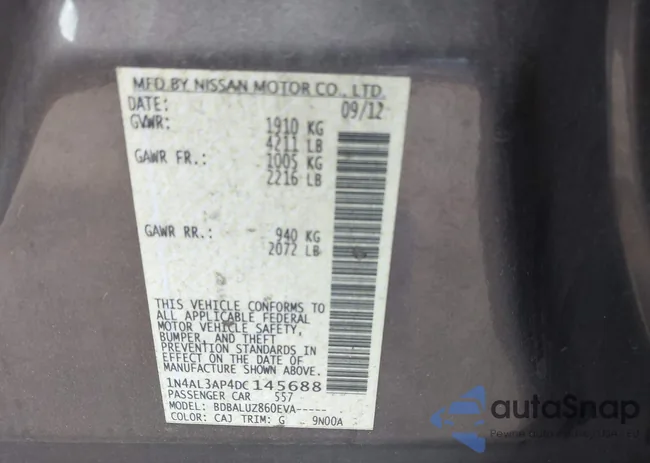 MFD BY NISSAN MOTOR CO., LTD.
DATE: 09/12
GVWR: 1910 KG
4211 LB
GAWR FR.: 1005 KG
2216 LB
GAWR RR.: 940 KG
2072 LB
THIS VEHICLE CONFORMS TO
ALL APPLICABLE FEDERAL
MOTOR VEHICLE SAFETY,
BUMPER, AND THEFT
PREVENTION STANDARDS IN
EFFECT ON THE DATE OF
MANUFACTURE SHOWN ABOVE.
1N4AL3AP4DC145688
PASSENGER CAR 557
MODEL: BDBALUZ860EVA-----
COLOR: CAJ TRIM: G 9N00A
autoSnap